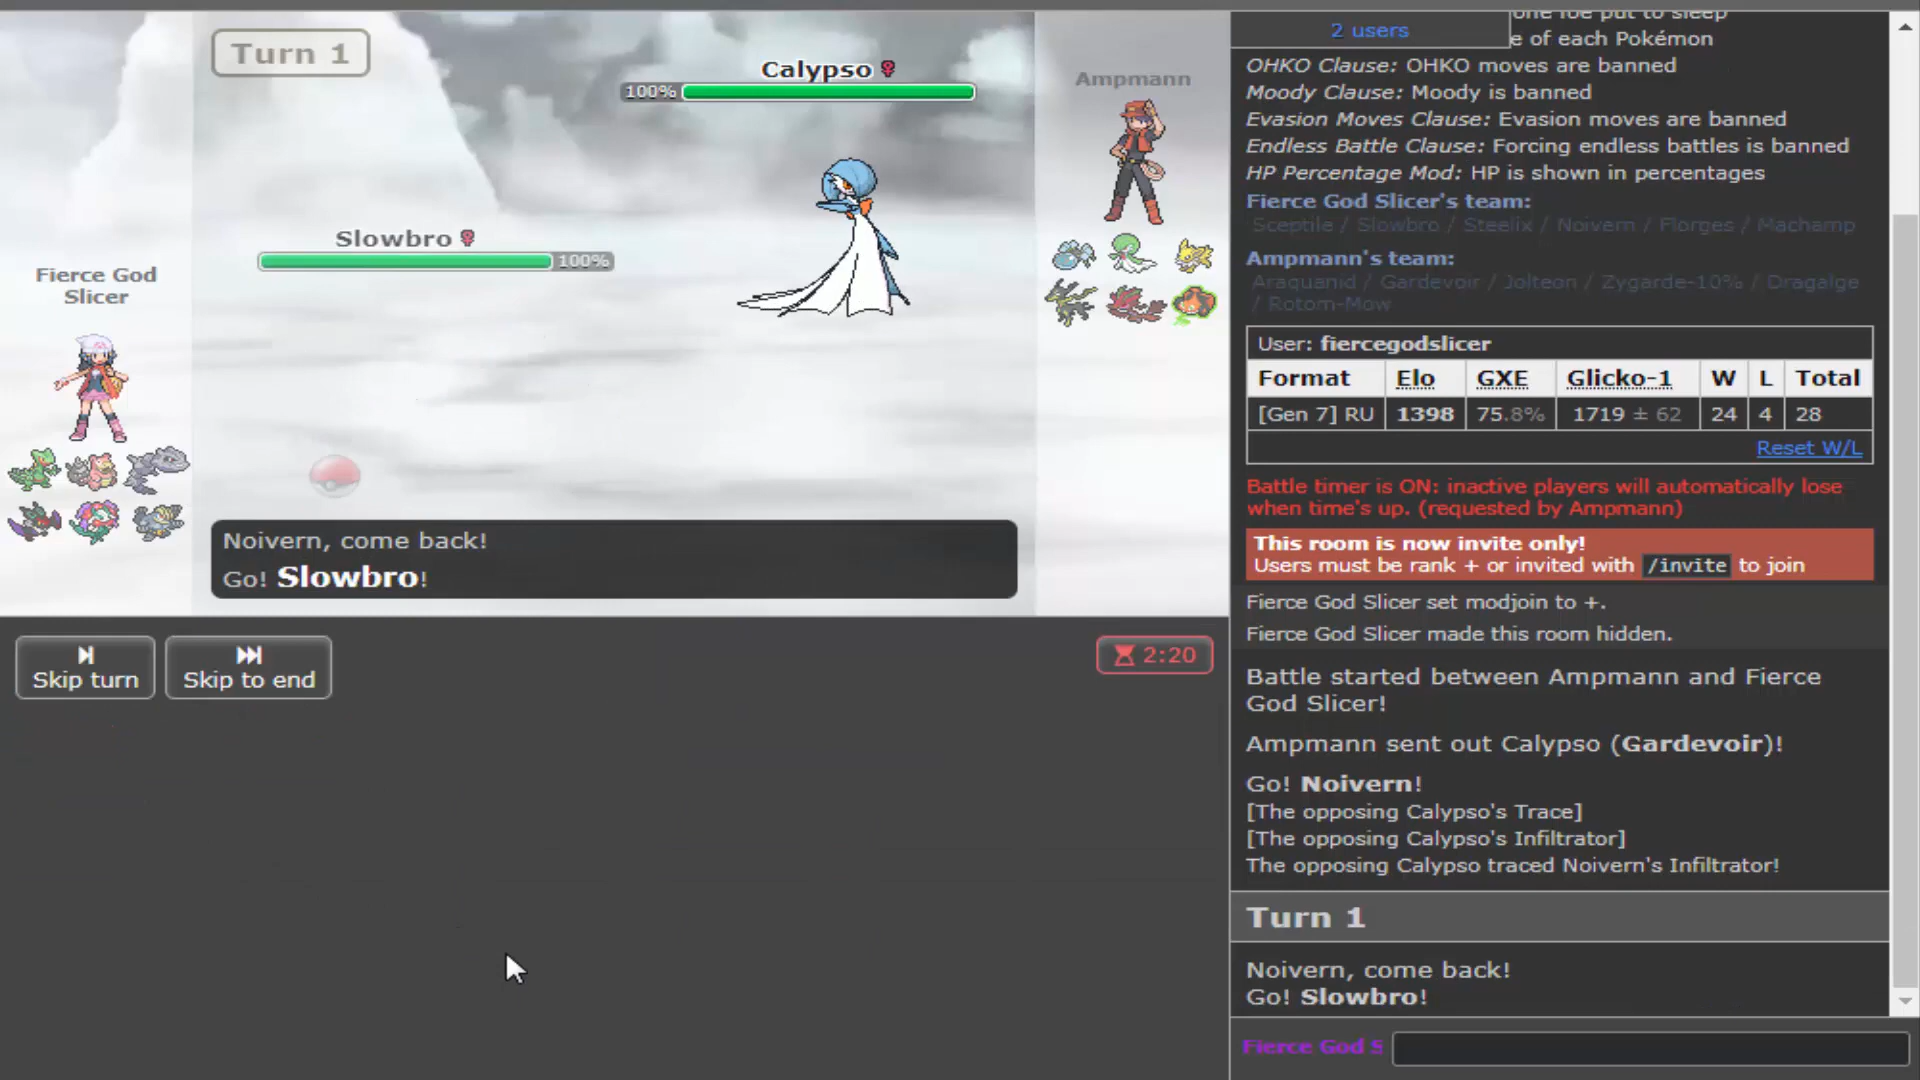 Turn 1
Calypso
100%
Ampmann
Slowbro
100%
Fierce God
Slicer
Noivern, come back!
Go! Slowbro!
Skip turn
Skip to end
2:20
2 users
one foe put to sleep
e of each Pokémon
OHKO Clause: OHKO moves are banned
Moody Clause: Moody is banned
Evasion Moves Clause: Evasion moves are banned
Endless Battle Clause: Forcing endless battles is banned
HP Percentage Mod: HP is shown in percentages
Fierce God Slicer's team:
Sceptile / Slowbro / Steelix / Noivern / Florges / Machamp
Ampmann's team:
Araquanid / Gardevoir / Jolteon / Zygarde-10% / Dragalge
/ Rotom-Mow
User: fiercegodslicer
Format Elo GXE Glicko-1 W L Total
[Gen 7] RU 1398 75.8% 1719 ± 62 24 4 28
Reset W/L
Battle timer is ON: inactive players will automatically lose
when time's up. (requested by Ampmann)
This room is now invite only!
Users must be rank + or invited with /invite to join
Fierce God Slicer set modjoin to +.
Fierce God Slicer made this room hidden.
Battle started between Ampmann and Fierce
God Slicer!
Ampmann sent out Calypso (Gardevoir)!
Go! Noivern!
[The opposing Calypso's Trace]
[The opposing Calypso's Infiltrator]
The opposing Calypso traced Noivern's Infiltrator!
Turn 1
Noivern, come back!
Go! Slowbro!
Fierce God S